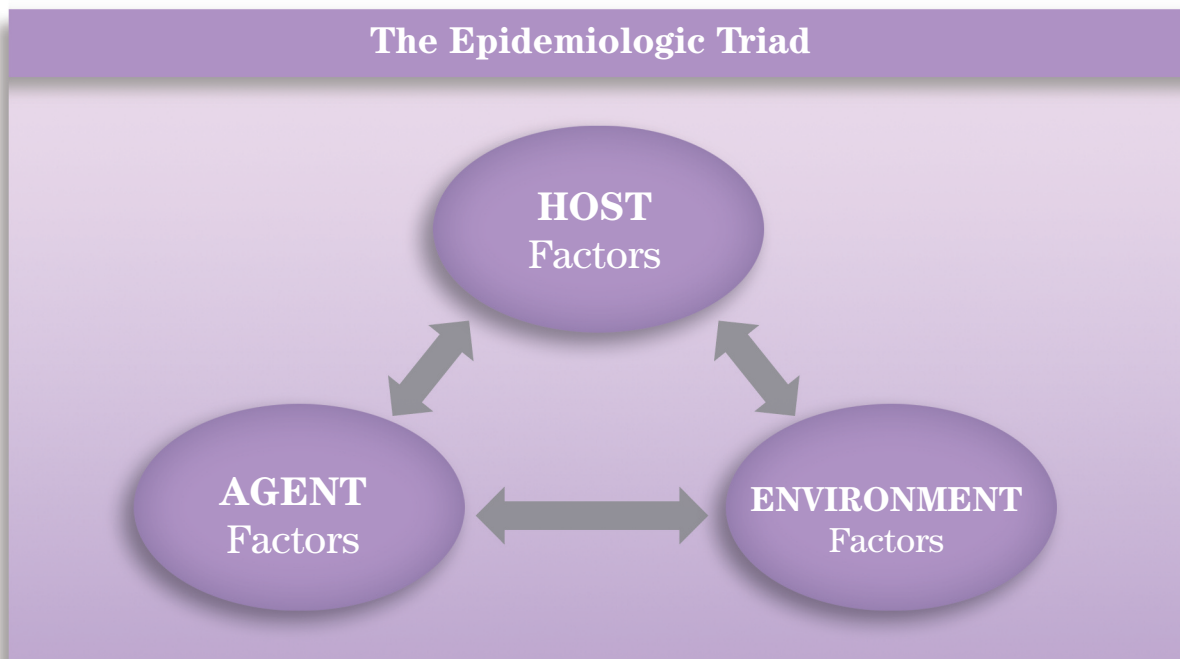 The Epidemiologic Triad
HOST
Factors
AGENT
Factors
ENVIRONMENT
Factors